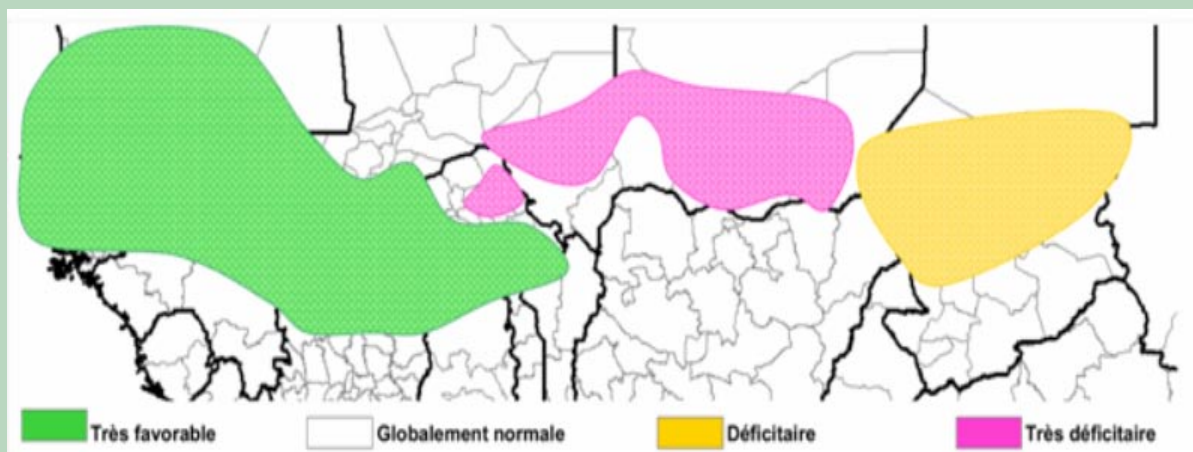 Très favorable
Globalement normale
Déficitaire
Très déficitaire